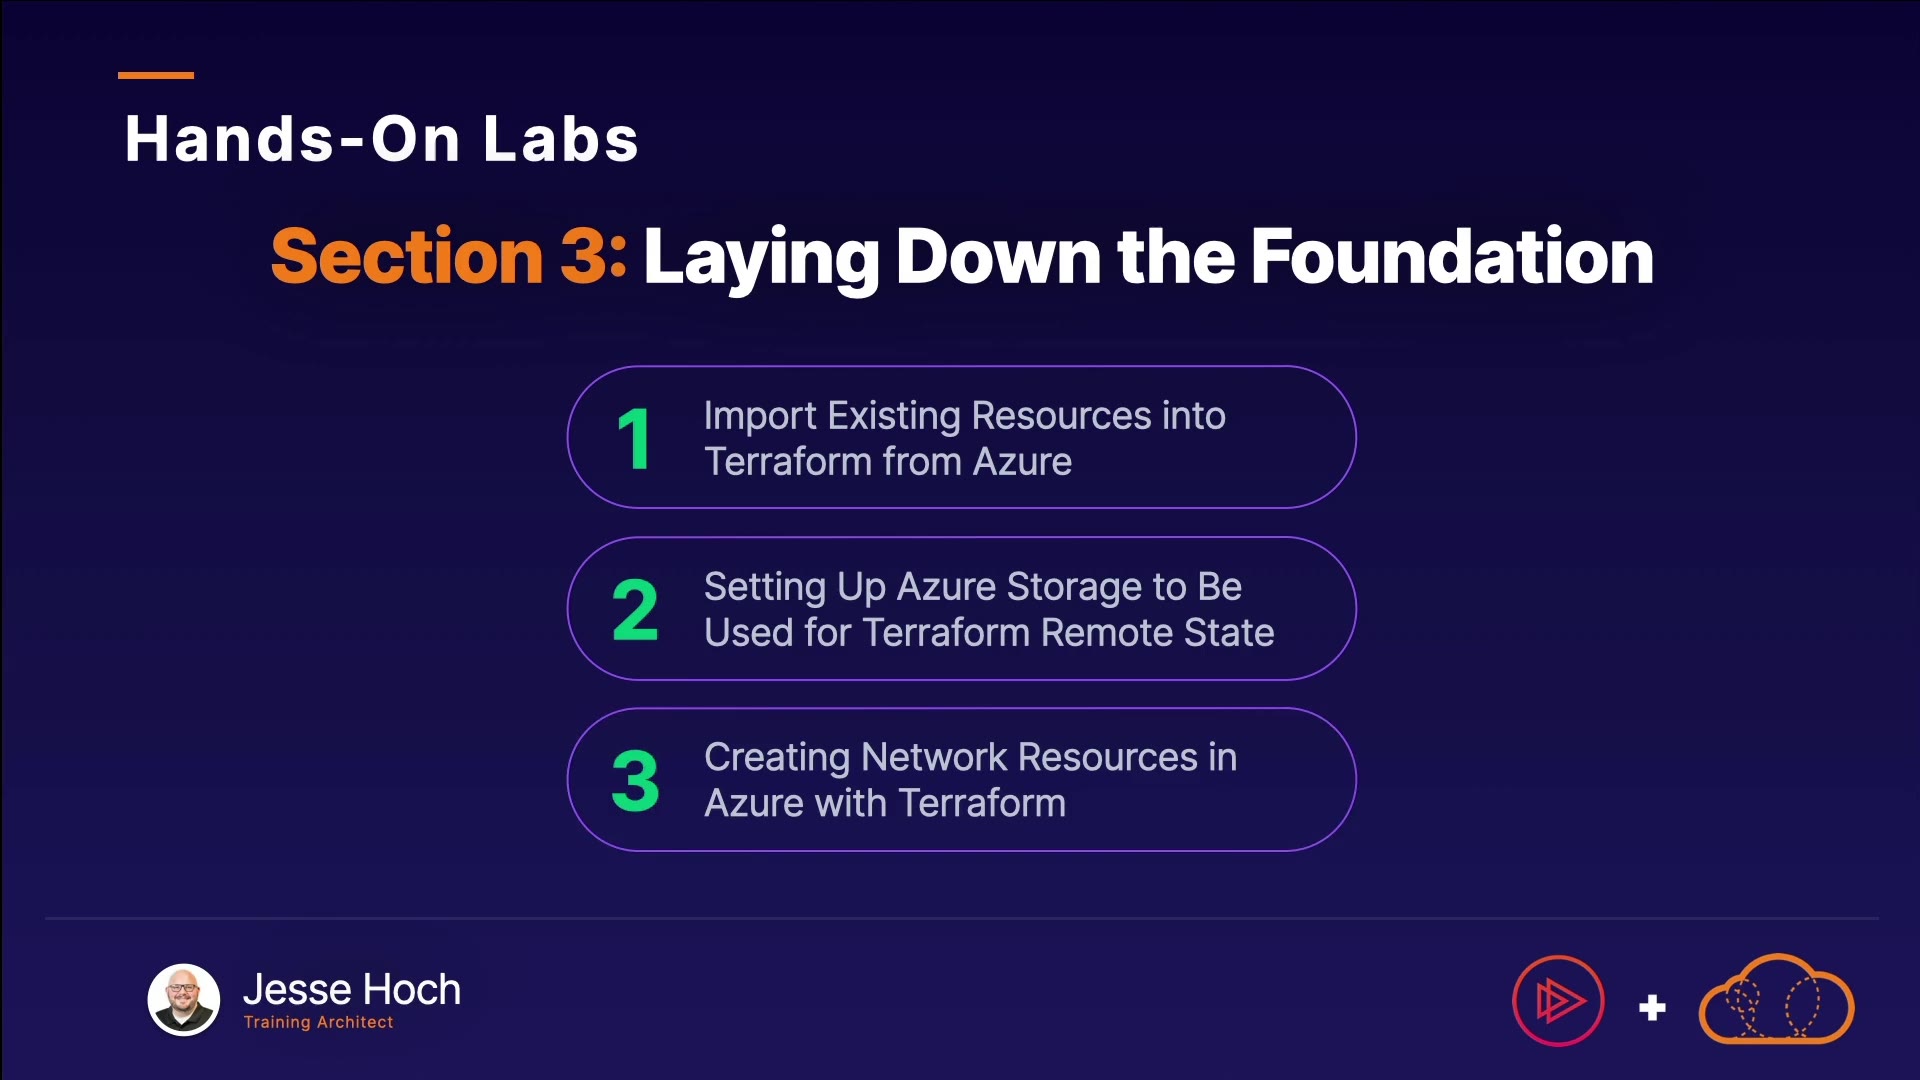 Hands-On Labs
Section 3: Laying Down the Foundation
1
Import Existing Resources into
Terraform from Azure
2
Setting Up Azure Storage to Be
Used for Terraform Remote State
3
Creating Network Resources in
Azure with Terraform
Jesse Hoch
Training Architect